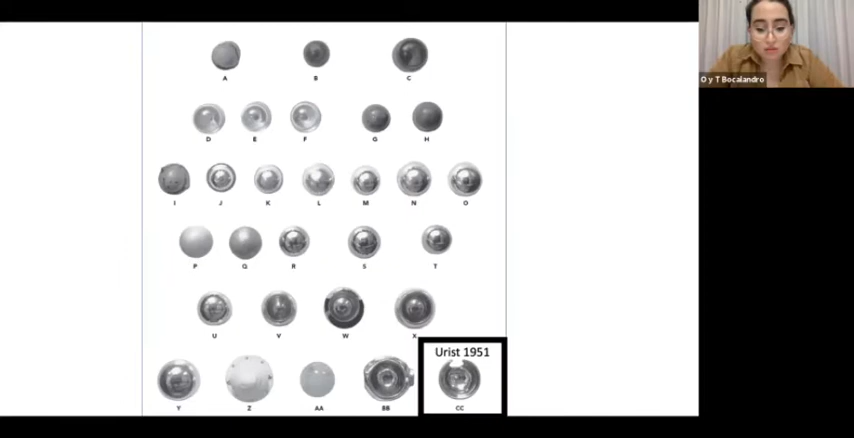 O y T Bocalandro
A B C
D E F G H
I J K L M N O
P Q R S T
U V W X
Urist 1951
Y Z AA BB CC